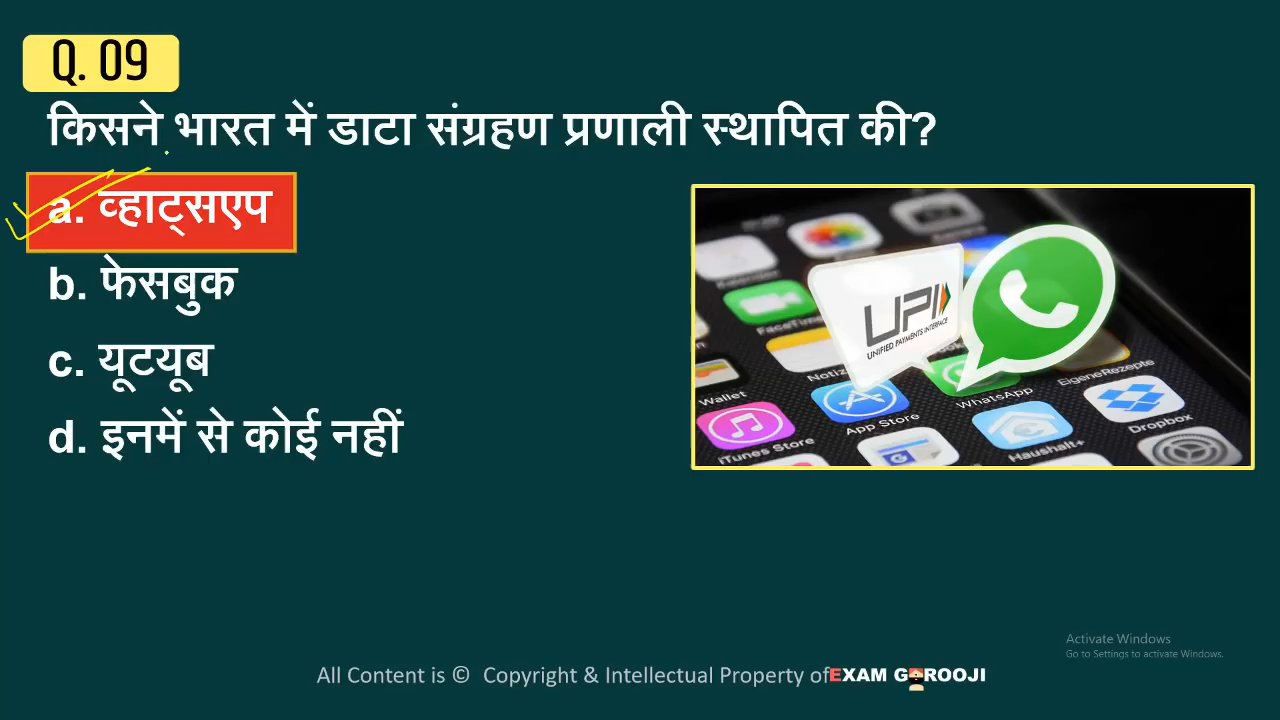 Q. 09
किसने भारत में डाटा संग्रहण प्रणाली स्थापित की?
a. व्हाट्सएप
b. फेसबुक
c. यूटयूब
d. इनमें से कोई नहीं
UPI
UNIFIED PAYMENTS INTERFACE
FaceTime
Notiz
Wallet
App Store
WhatsApp
EigeneRezepte
iTunes Store
Haushalt+
Dropbox
Activate Windows
Go to Settings to activate Windows.
All Content is © Copyright & Intellectual Property of EXAM GUROOJI